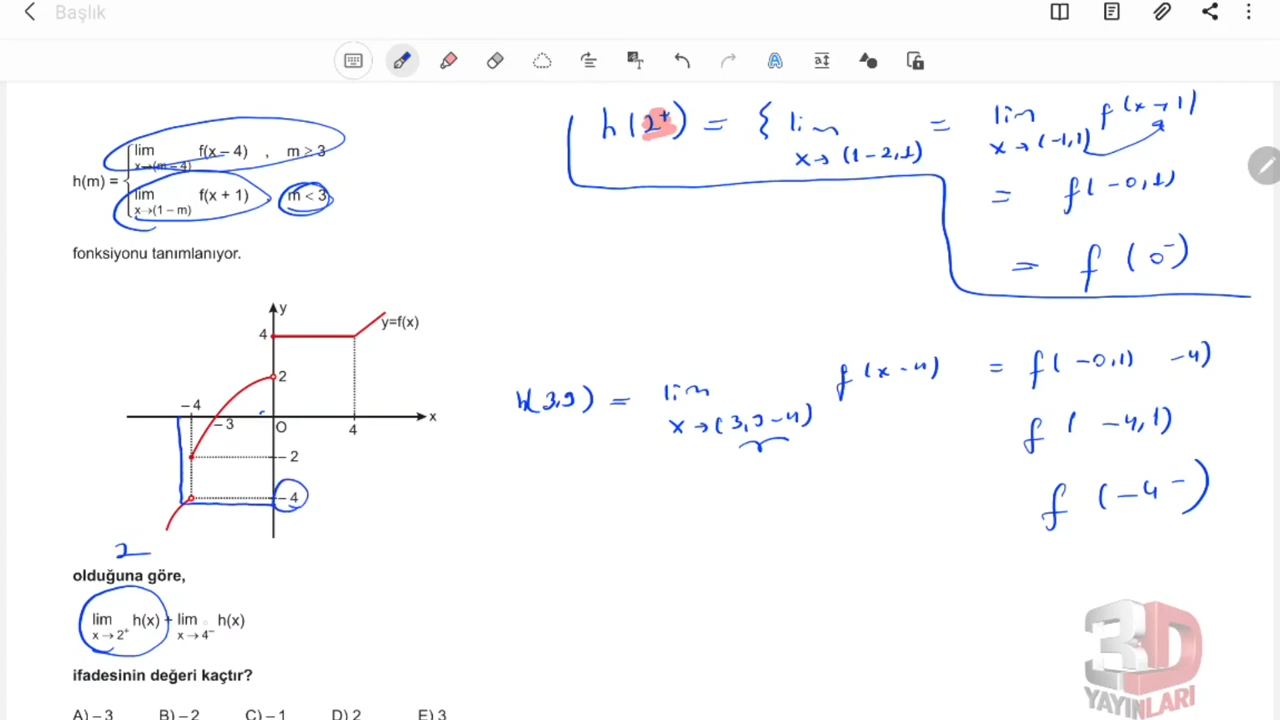 Başlık
h(m) = { lim x→(m – 4) f(x – 4) , m ≥ 3
lim x→(1 – m) f(x + 1) m < 3
fonksiyonu tanımlanıyor.
h(2⁺) = { lim x→(1-2,1) = lim x→(-1,1) f(x+1)
= f(-0,1)
= f(0⁻)
y
4
y=f(x)
2
– 4
– 3
O
4
x
– 2
– 4
h(3,9) = lim x→(3,9-4) f(x-4) = f(-0,1 -4)
f(-4,1)
f(-4⁻)
2
olduğuna göre,
lim x→2⁺ h(x) + lim x→4⁻ h(x)
ifadesinin değeri kaçtır?
A) – 3 B) – 2 C) – 1 D) 2 E) 3
3D
YAYINLARI